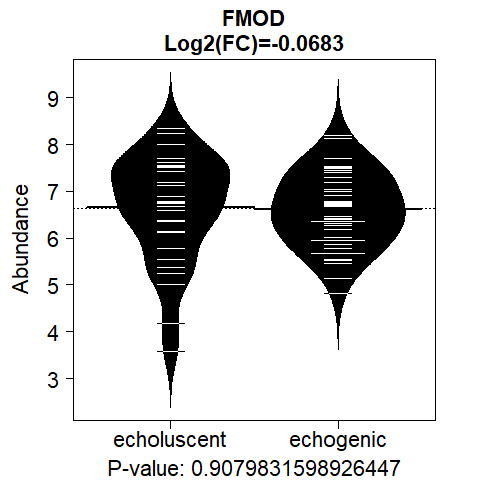 FMOD
Log2(FC)=-0.0683
Abundance
9
8
7
6
5
4
3
echoluscent echogenic
P-value: 0.9079831598926447